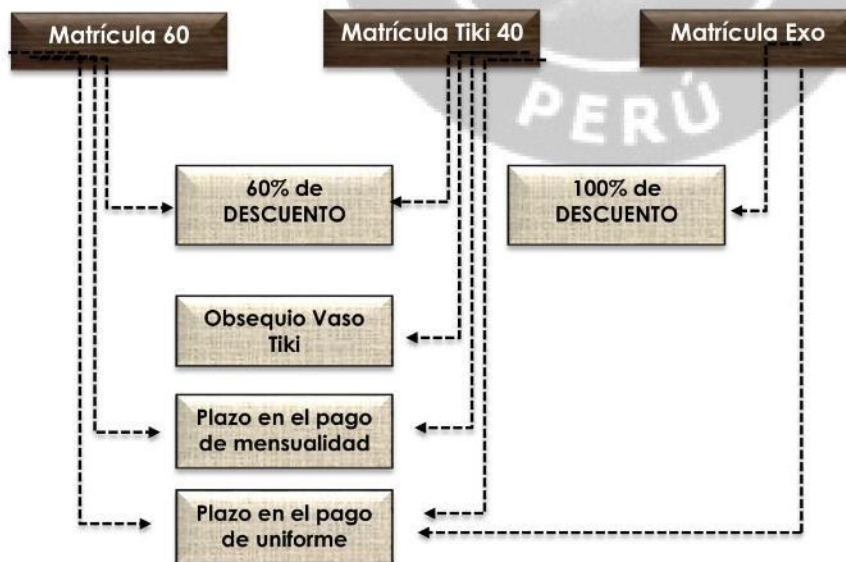 Matrícula 60
Matrícula Tiki 40
Matrícula Exo
PERÚ
60% de
DESCUENTO
100% de
DESCUENTO
Obsequio Vaso
Tiki
Plazo en el pago
de mensualidad
Plazo en el pago
de uniforme